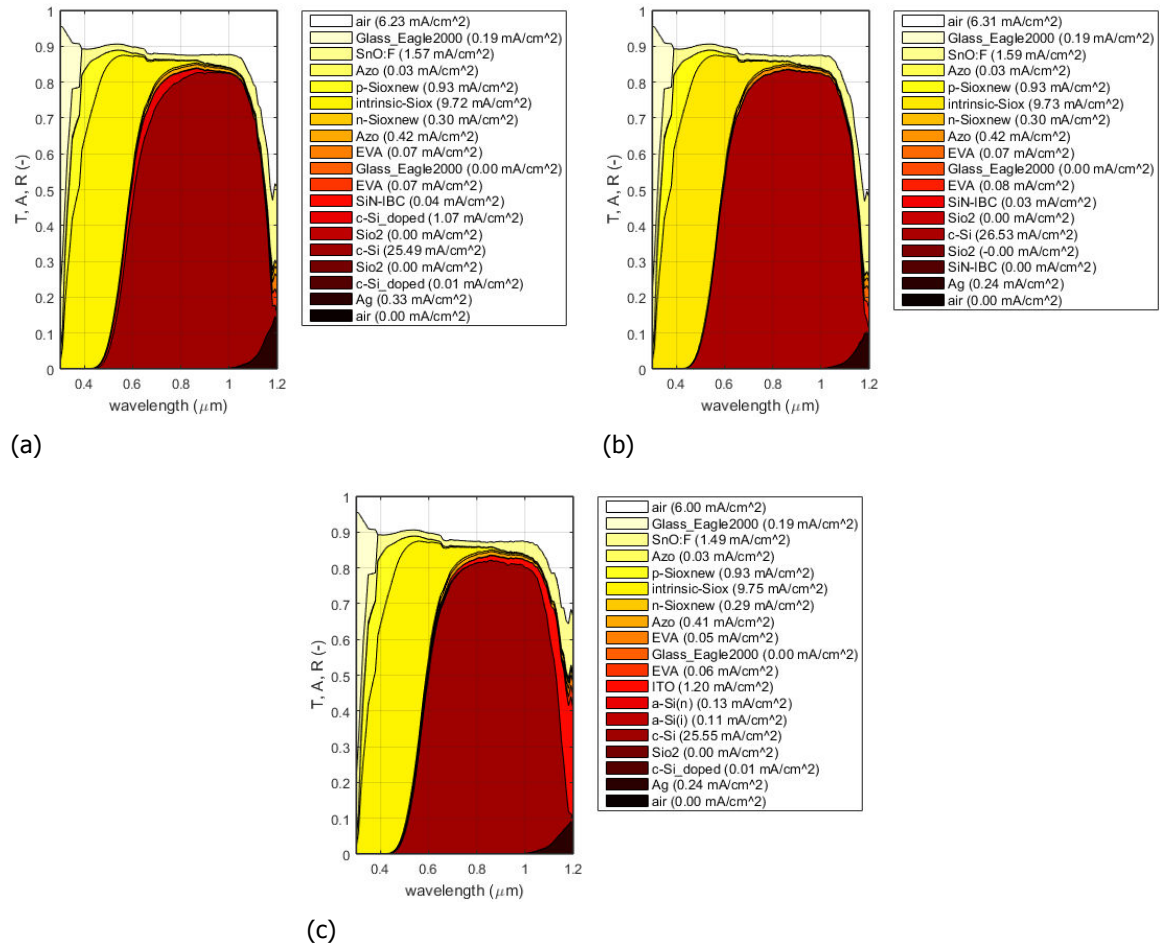 1
0.9
0.8
0.7
0.6
0.5
0.4
0.3
0.2
0.1
0
T, A, R (-)
0.4 0.6 0.8 1 1.2
wavelength (μm)
air (6.23 mA/cm^2)
Glass_Eagle2000 (0.19 mA/cm^2)
SnO:F (1.57 mA/cm^2)
Azo (0.03 mA/cm^2)
p-Sioxnew (0.93 mA/cm^2)
intrinsic-Siox (9.72 mA/cm^2)
n-Sioxnew (0.30 mA/cm^2)
Azo (0.42 mA/cm^2)
EVA (0.07 mA/cm^2)
Glass_Eagle2000 (0.00 mA/cm^2)
EVA (0.07 mA/cm^2)
SiN-IBC (0.04 mA/cm^2)
c-Si_doped (1.07 mA/cm^2)
Sio2 (0.00 mA/cm^2)
c-Si (25.49 mA/cm^2)
Sio2 (0.00 mA/cm^2)
c-Si_doped (0.01 mA/cm^2)
Ag (0.33 mA/cm^2)
air (0.00 mA/cm^2)
(a)
1
0.9
0.8
0.7
0.6
0.5
0.4
0.3
0.2
0.1
0
T, A, R (-)
0.4 0.6 0.8 1 1.2
wavelength (μm)
air (6.31 mA/cm^2)
Glass_Eagle2000 (0.19 mA/cm^2)
SnO:F (1.59 mA/cm^2)
Azo (0.03 mA/cm^2)
p-Sioxnew (0.93 mA/cm^2)
intrinsic-Siox (9.73 mA/cm^2)
n-Sioxnew (0.30 mA/cm^2)
Azo (0.42 mA/cm^2)
EVA (0.07 mA/cm^2)
Glass_Eagle2000 (0.00 mA/cm^2)
EVA (0.08 mA/cm^2)
SiN-IBC (0.03 mA/cm^2)
Sio2 (0.00 mA/cm^2)
c-Si (26.53 mA/cm^2)
Sio2 (-0.00 mA/cm^2)
SiN-IBC (0.00 mA/cm^2)
Ag (0.24 mA/cm^2)
air (0.00 mA/cm^2)
(b)
1
0.9
0.8
0.7
0.6
0.5
0.4
0.3
0.2
0.1
0
T, A, R (-)
0.4 0.6 0.8 1 1.2
wavelength (μm)
air (6.00 mA/cm^2)
Glass_Eagle2000 (0.19 mA/cm^2)
SnO:F (1.49 mA/cm^2)
Azo (0.03 mA/cm^2)
p-Sioxnew (0.93 mA/cm^2)
intrinsic-Siox (9.75 mA/cm^2)
n-Sioxnew (0.29 mA/cm^2)
Azo (0.41 mA/cm^2)
EVA (0.05 mA/cm^2)
Glass_Eagle2000 (0.00 mA/cm^2)
EVA (0.06 mA/cm^2)
ITO (1.20 mA/cm^2)
a-Si(n) (0.13 mA/cm^2)
a-Si(i) (0.11 mA/cm^2)
c-Si (25.55 mA/cm^2)
Sio2 (0.00 mA/cm^2)
c-Si_doped (0.01 mA/cm^2)
Ag (0.24 mA/cm^2)
air (0.00 mA/cm^2)
(c)